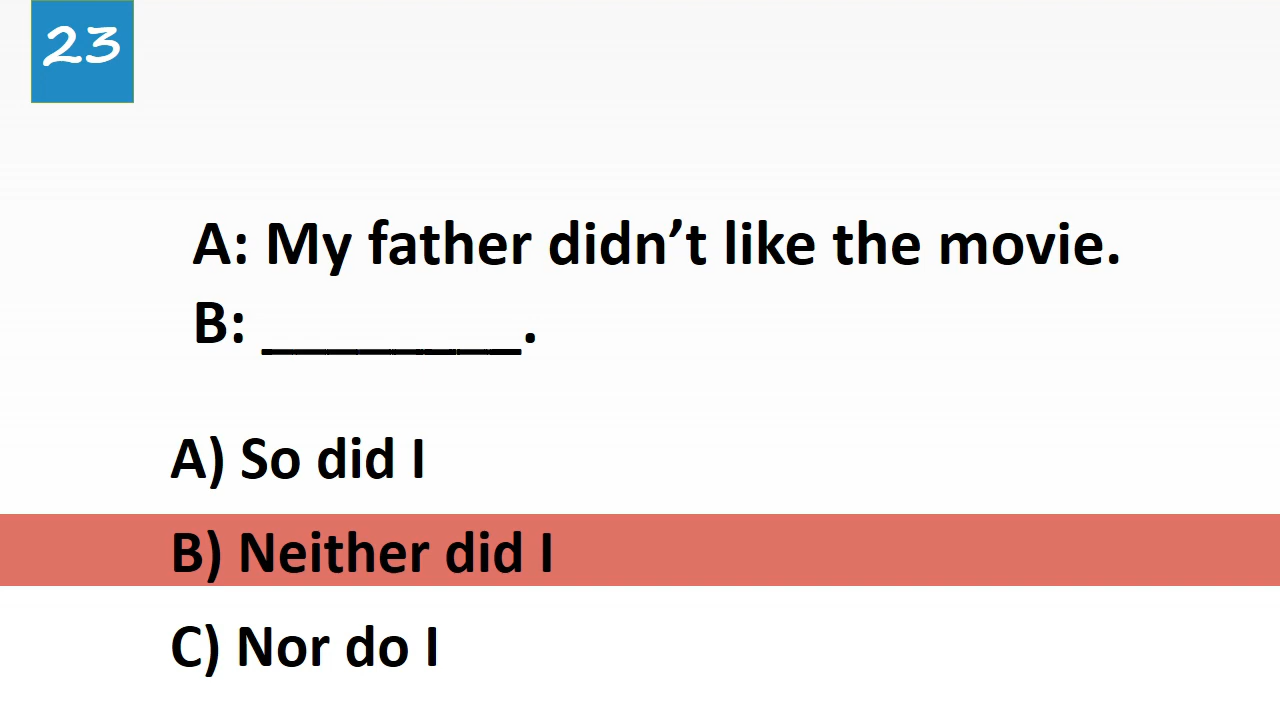 23
A: My father didn’t like the movie.
B: ________.
A) So did I
B) Neither did I
C) Nor do I